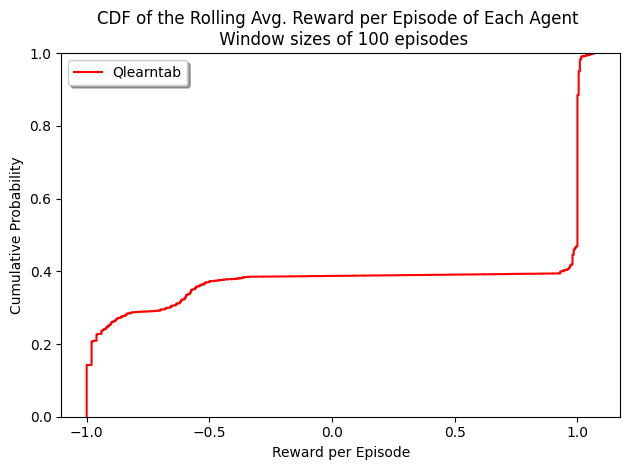 CDF of the Rolling Avg. Reward per Episode of Each Agent
Window sizes of 100 episodes
Qlearntab
Cumulative Probability
1.0
0.8
0.6
0.4
0.2
0.0
−1.0 −0.5 0.0 0.5 1.0
Reward per Episode